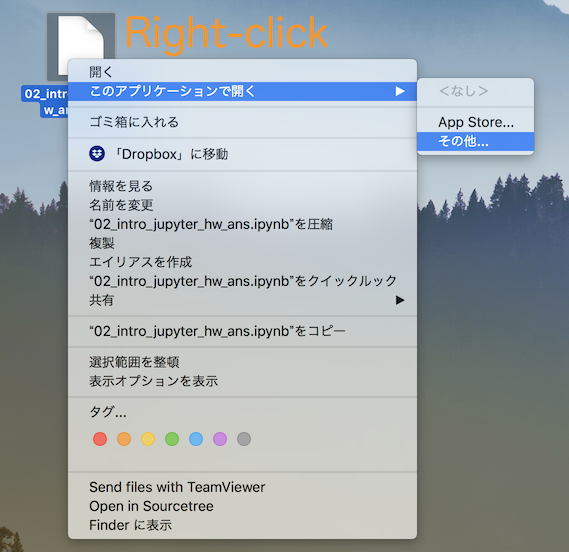 Right-click
02_intr
w_an
開く
このアプリケーションで開く
＜なし＞
App Store...
その他...
ゴミ箱に入れる
「Dropbox」に移動
情報を見る
名前を変更
“02_intro_jupyter_hw_ans.ipynb”を圧縮
複製
エイリアスを作成
“02_intro_jupyter_hw_ans.ipynb”をクイックルック
共有
“02_intro_jupyter_hw_ans.ipynb”をコピー
選択範囲を整頓
表示オプションを表示
タグ...
Send files with TeamViewer
Open in Sourcetree
Finder に表示